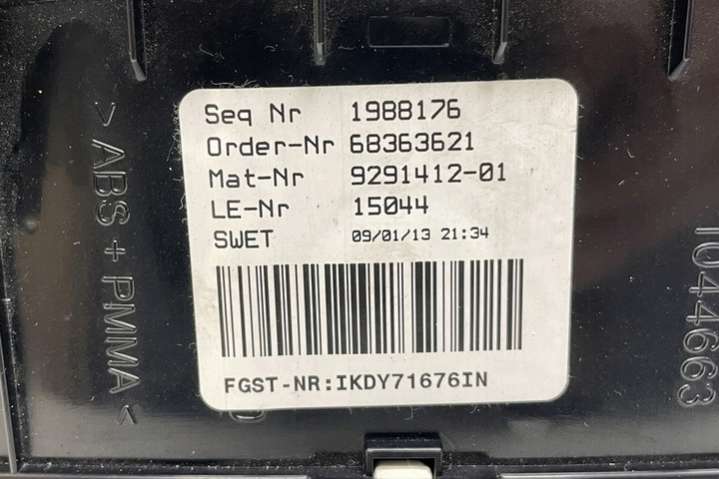 Seq Nr 1988176
Order-Nr 68363621
Mat-Nr 9291412-01
LE-Nr 15044
SWET 09/01/13 21:34
FGST-NR:IKDY71676IN
>ABS+PMMA<
1044663